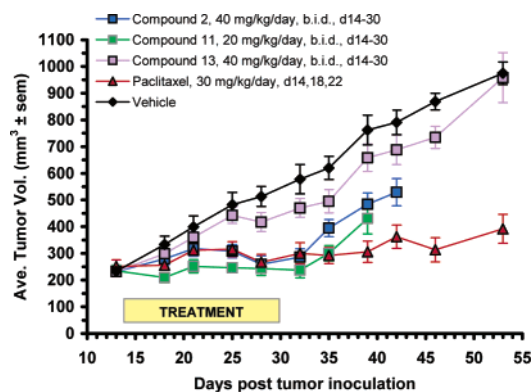 Compound 2, 40 mg/kg/day, b.i.d., d14-30
Compound 11, 20 mg/kg/day, b.i.d., d14-30
Compound 13, 40 mg/kg/day, b.i.d., d14-30
Paclitaxel, 30 mg/kg/day, d14,18,22
Vehicle
Ave. Tumor Vol. (mm³ ± sem)
1100
1000
900
800
700
600
500
400
300
200
100
0
TREATMENT
10 15 20 25 30 35 40 45 50 55
Days post tumor inoculation